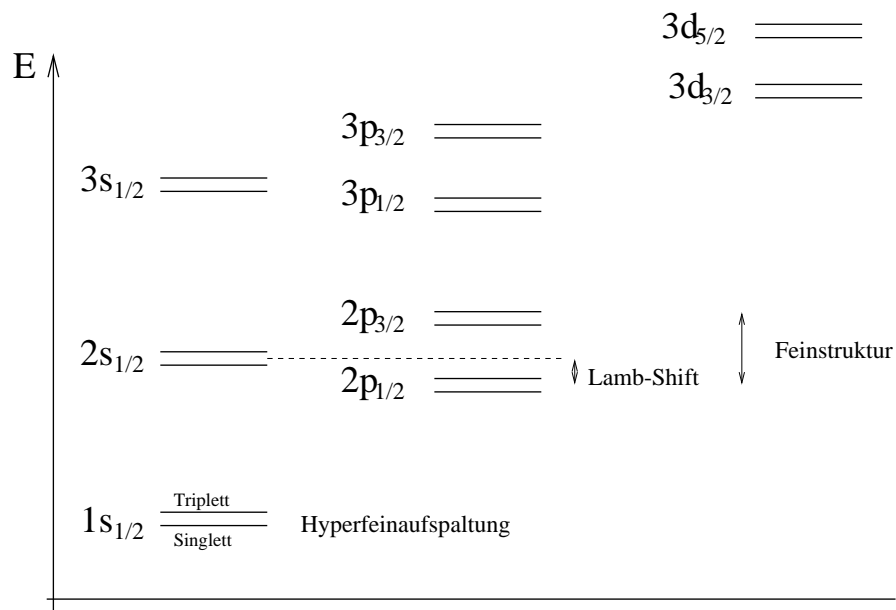 3d5/2
E
3d3/2
3p3/2
3s1/2
3p1/2
2p3/2
Feinstruktur
2s1/2
2p1/2
Lamb-Shift
Triplett
1s1/2
Hyperfeinaufspaltung
Singlett